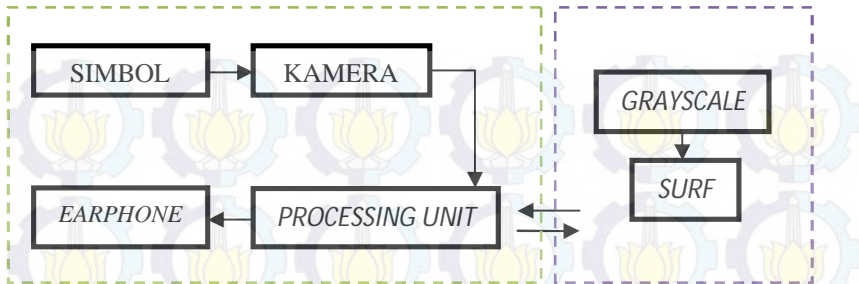 SIMBOL
KAMERA
GRAYSCALE
SURF
EARPHONE
PROCESSING UNIT